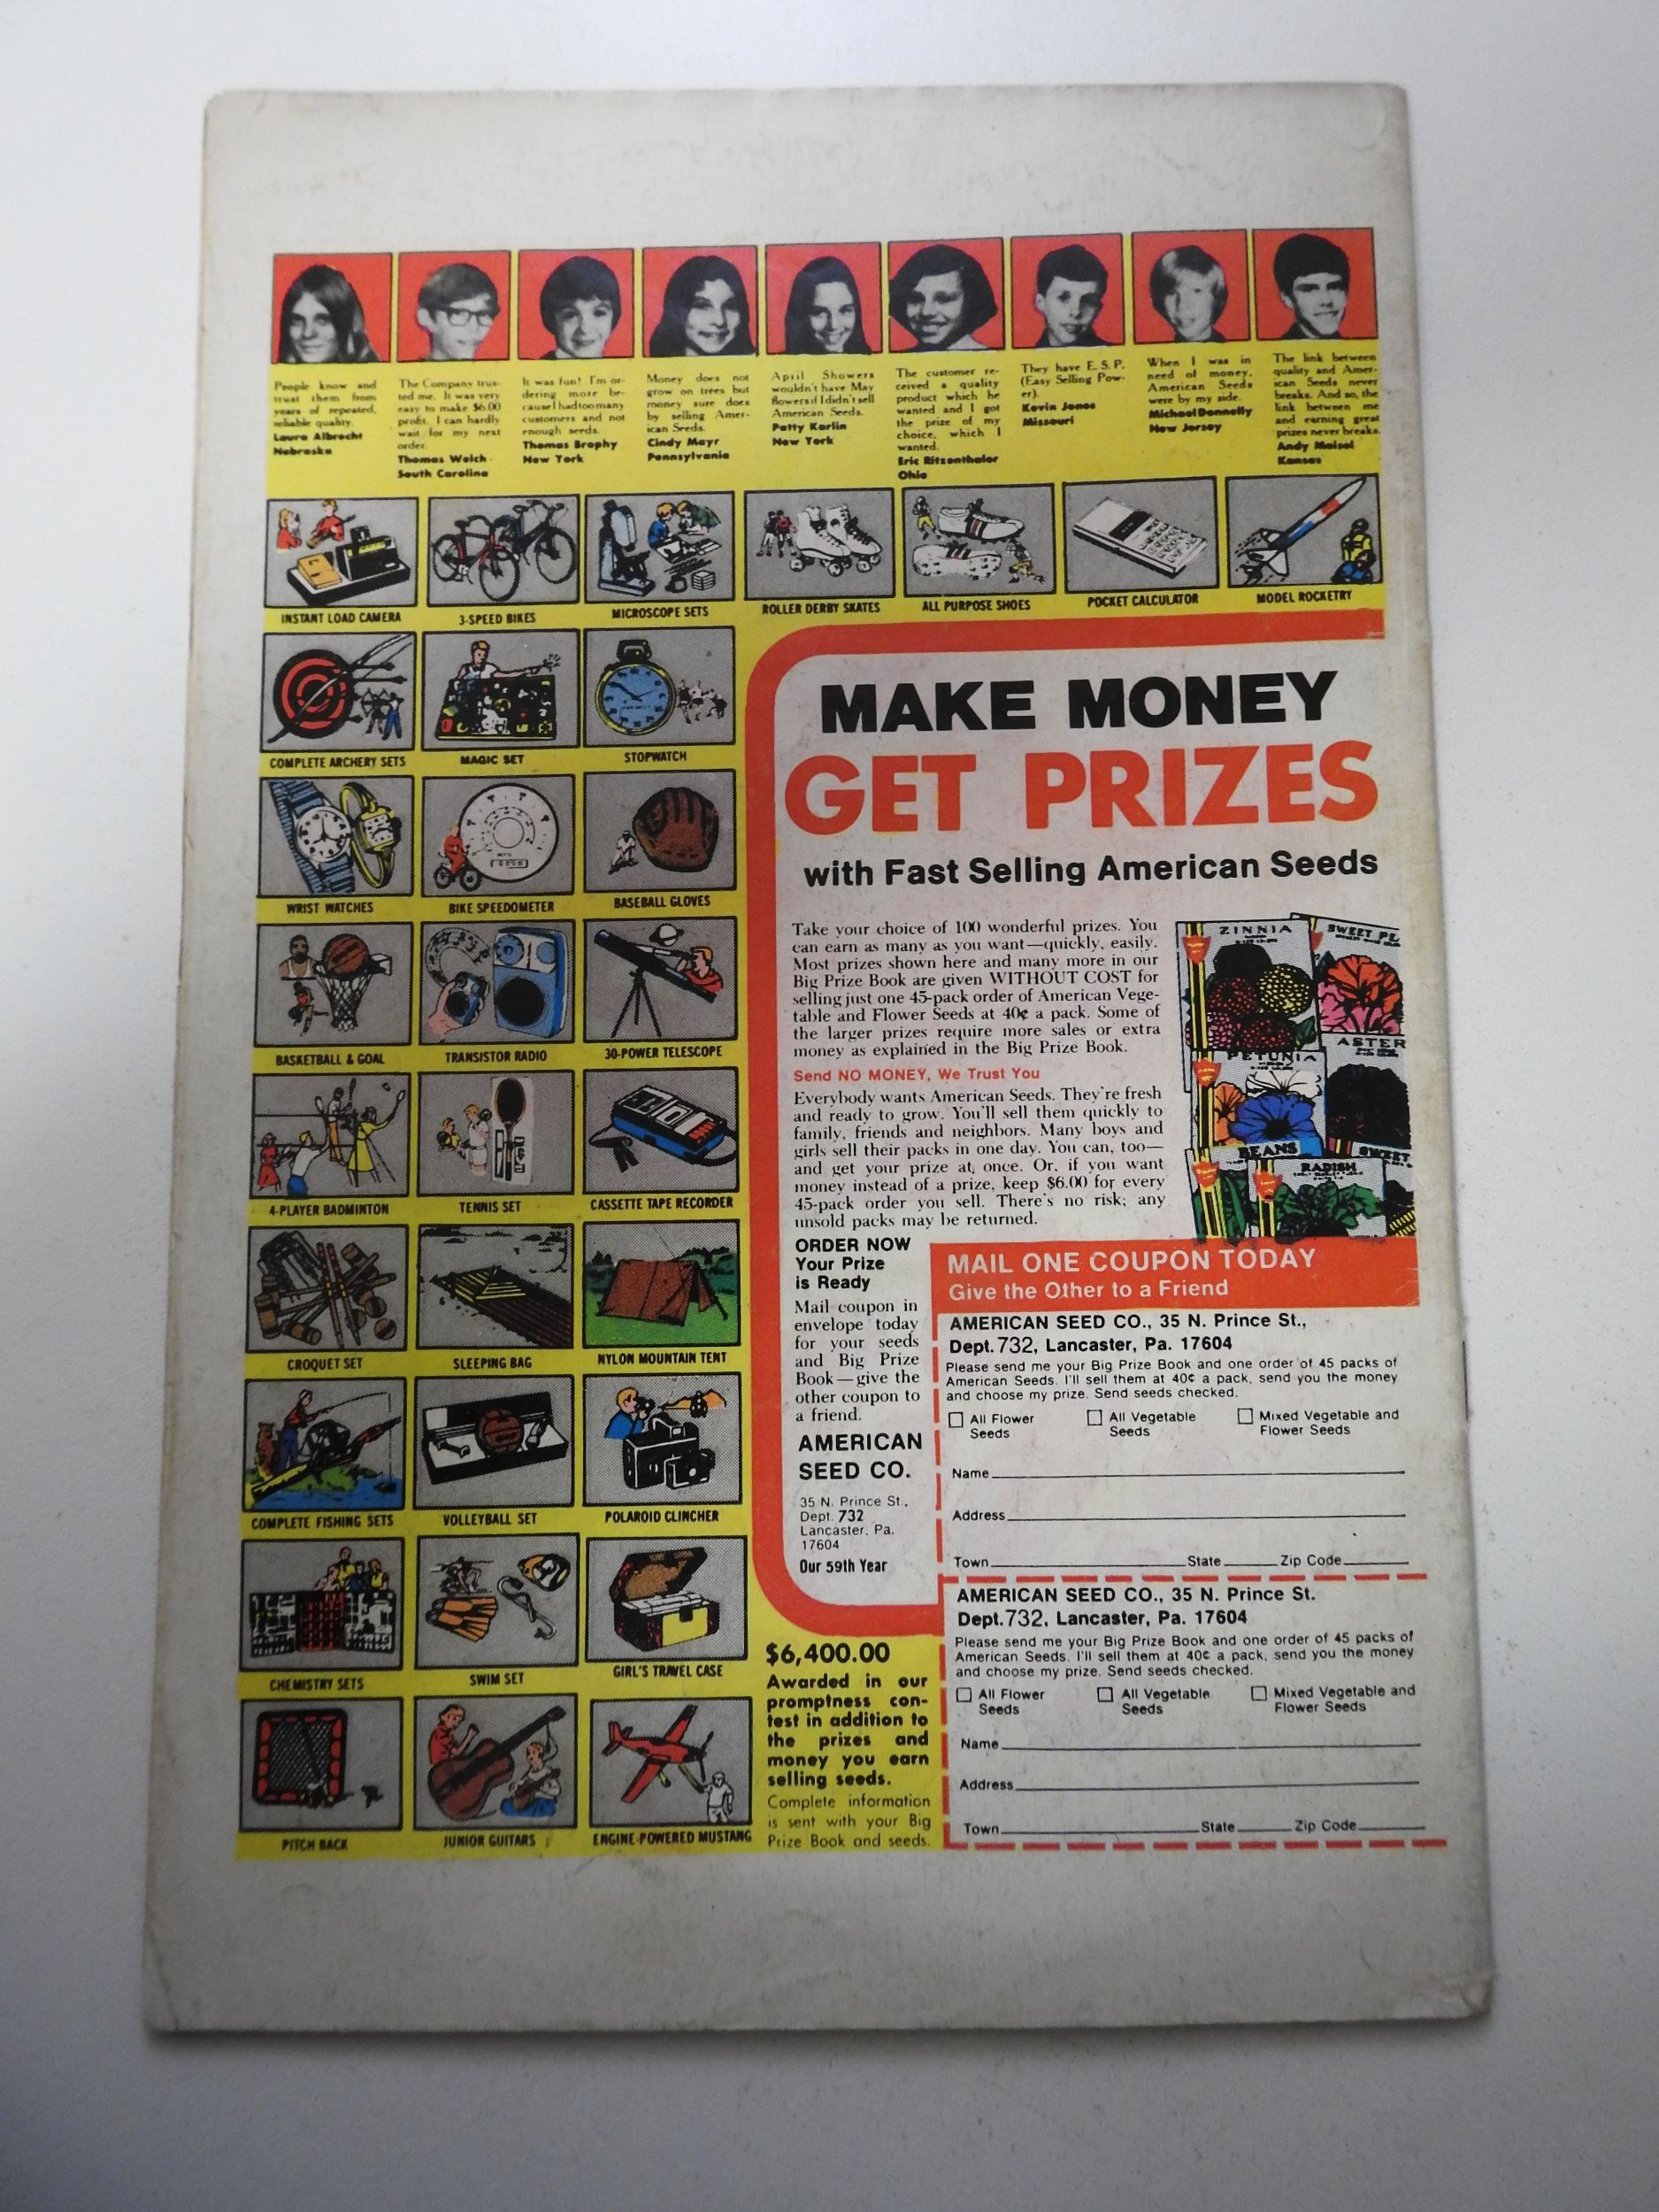 People know and
trust them from
years of repeated,
reliable quality.
Laura Albrecht
Nebraska
The Company trus-
ted me. It was very
easy to make $6.00
profit. I can hardly
wait for my next
order.
Thomas Welch
South Carolina
It was fun! I'm or-
dering more be-
cause I had too many
customers and not
enough seeds.
Thomas Brophy
New York
Money does not
grow on trees but
money sure does
by selling Amer-
ican Seeds.
Cindy Mayr
Pennsylvania
April Showers
wouldn't have May
flowers if I didn't sell
American Seeds.
Patty Karlin
New York
The customer re-
ceived a quality
product which he
wanted and I got
the prize of my
choice, which I
wanted.
Eric Ritzenthaler
Ohio
They have E.S.P.
(Easy Selling Pow-
er).
Kevin Jones
Missouri
When I was in
need of money,
American Seeds
were by my side.
Michael Donnelly
New Jersey
The link between
quality and Amer-
ican Seeds never
breaks. And so, the
link between me
and earning great
prizes never breaks.
Andy Maisel
Kansas
INSTANT LOAD CAMERA
3-SPEED BIKES
MICROSCOPE SETS
ROLLER DERBY SKATES
ALL PURPOSE SHOES
POCKET CALCULATOR
MODEL ROCKETRY
COMPLETE ARCHERY SETS
MAGIC SET
STOPWATCH
WRIST WATCHES
BIKE SPEEDOMETER
BASEBALL GLOVES
BASKETBALL & GOAL
TRANSISTOR RADIO
30-POWER TELESCOPE
4-PLAYER BADMINTON
TENNIS SET
CASSETTE TAPE RECORDER
CROQUET SET
SLEEPING BAG
NYLON MOUNTAIN TENT
COMPLETE FISHING SETS
VOLLEYBALL SET
POLAROID CLINCHER
CHEMISTRY SETS
SWIM SET
GIRL'S TRAVEL CASE
PITCH BACK
JUNIOR GUITARS
ENGINE-POWERED MUSTANG
MAKE MONEY
GET PRIZES
with Fast Selling American Seeds
Take your choice of 100 wonderful prizes. You
can earn as many as you want—quickly, easily.
Most prizes shown here and many more in our
Big Prize Book are given WITHOUT COST for
selling just one 45-pack order of American Vege-
table and Flower Seeds at 40¢ a pack. Some of
the larger prizes require more sales or extra
money as explained in the Big Prize Book.
Send NO MONEY, We Trust You
Everybody wants American Seeds. They're fresh
and ready to grow. You'll sell them quickly to
family, friends and neighbors. Many boys and
girls sell their packs in one day. You can, too—
and get your prize at once. Or, if you want
money instead of a prize, keep $6.00 for every
45-pack order you sell. There's no risk; any
unsold packs may be returned.
ZINNIA
SWEET PE
ASTER
PETUNIA
BEANS
SWEET
RADISH
ORDER NOW
Your Prize
is Ready
Mail coupon in
envelope today
for your seeds
and Big Prize
Book—give the
other coupon to
a friend.
AMERICAN
SEED CO.
35 N. Prince St.,
Dept. 732
Lancaster, Pa.
17604
Our 59th Year
MAIL ONE COUPON TODAY
Give the Other to a Friend
AMERICAN SEED CO., 35 N. Prince St.,
Dept. 732, Lancaster, Pa. 17604
Please send me your Big Prize Book and one order of 45 packs of
American Seeds. I'll sell them at 40¢ a pack, send you the money
and choose my prize. Send seeds checked.
All Flower
Seeds
All Vegetable
Seeds
Mixed Vegetable and
Flower Seeds
Name
Address
Town State Zip Code
AMERICAN SEED CO., 35 N. Prince St.
Dept. 732, Lancaster, Pa. 17604
Please send me your Big Prize Book and one order of 45 packs of
American Seeds. I'll sell them at 40¢ a pack, send you the money
and choose my prize. Send seeds checked.
All Flower
Seeds
All Vegetable
Seeds
Mixed Vegetable and
Flower Seeds
Name
Address
Town State Zip Code
$6,400.00
Awarded in our
promptness con-
test in addition to
the prizes and
money you earn
selling seeds.
Complete information
is sent with your Big
Prize Book and seeds.